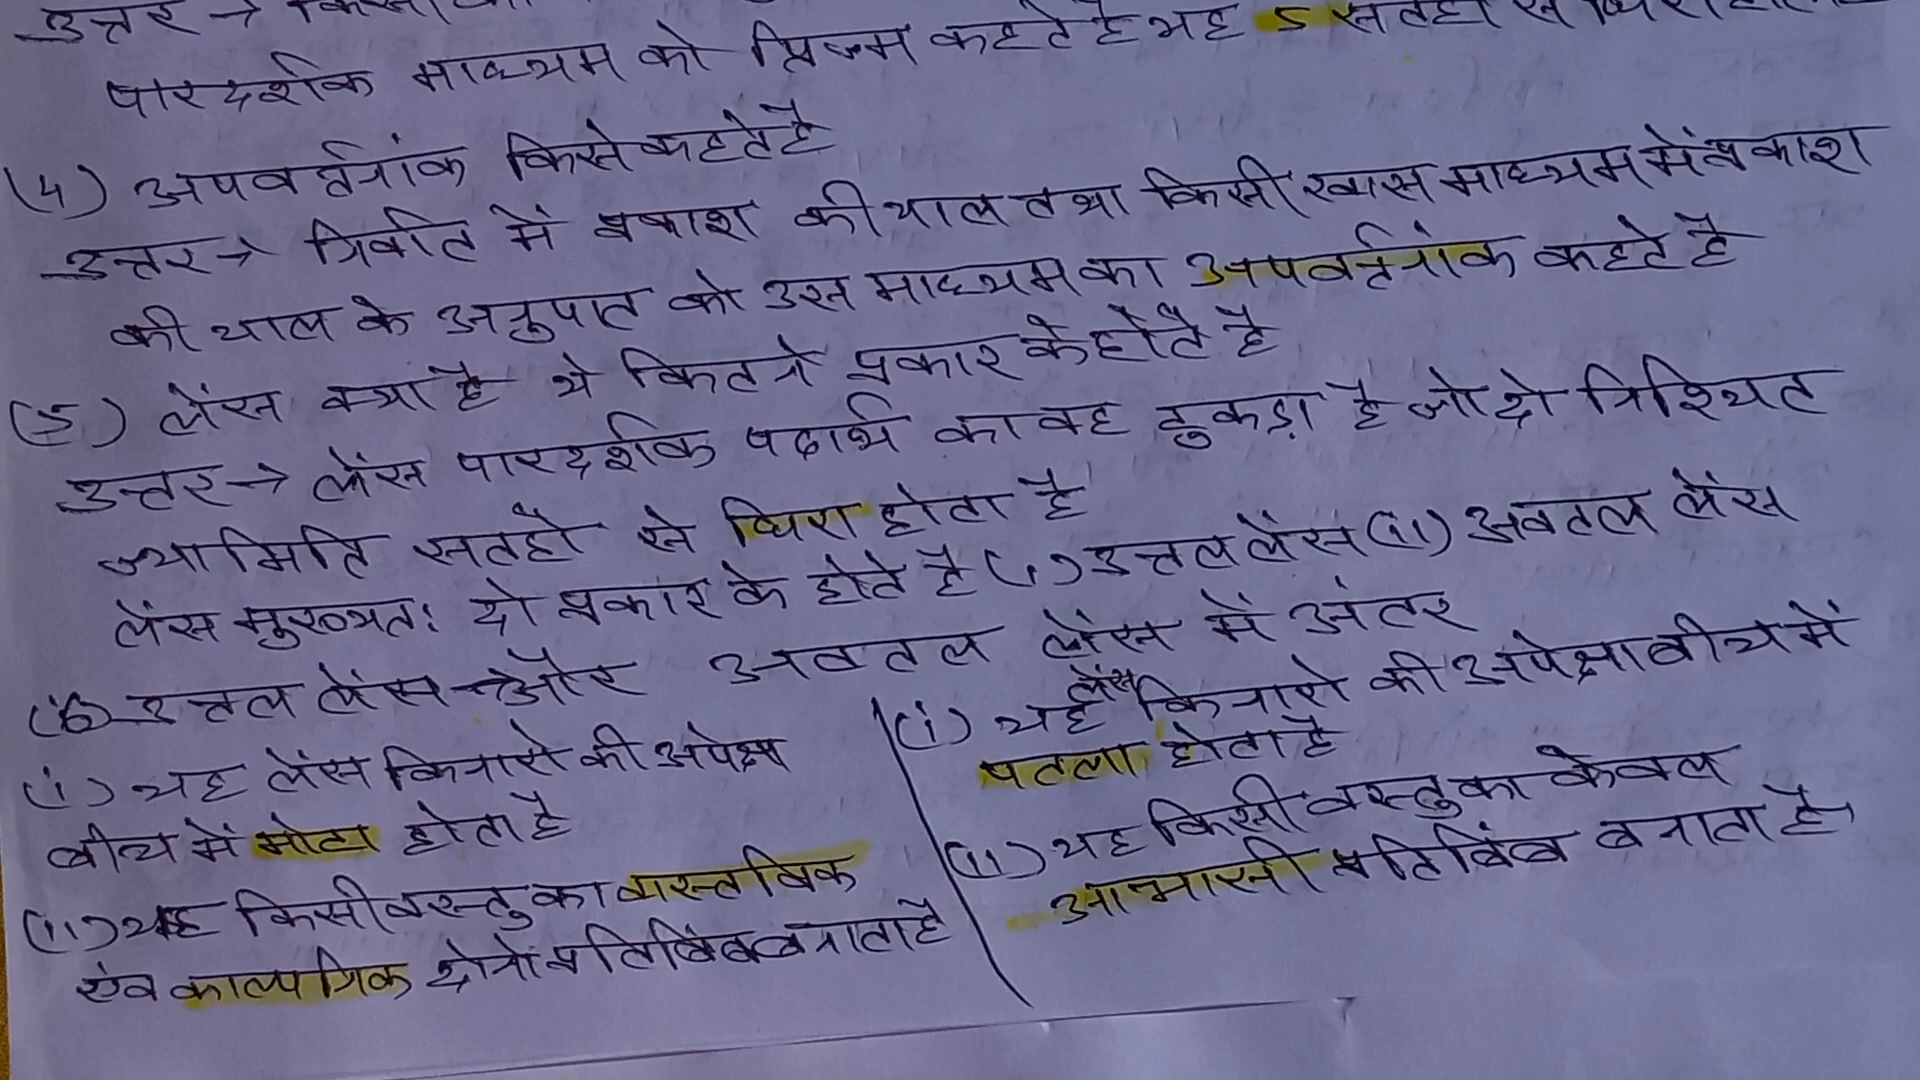 उत्तर →
पारदर्शक माध्यम को प्रिज्म कहते है यह 5 सतहो से घिरा
(4) अपवर्तनांक किसे कहते है
उत्तर → निर्वात में प्रकाश की चाल तथा किसी खास माध्यम में प्रकाश
की चाल के अनुपात को उस माध्यम का अपवर्तनांक कहते है
(5) लेंस क्या है ये कितने प्रकार के होते है
उत्तर → लेंस पारदर्शक पदार्थ का वह टुकड़ा है जो दो निश्चित
ज्यामिति सतहों से घिरा होता है
लेंस मुख्यतः दो प्रकार के होते है (i) उत्तल लेंस (ii) अवतल लेंस
(6) उत्तल लेंस और अवतल लेंस में अंतर
(i) यह लेंस किनारो की अपेक्ष
बीच में मोटा होता है
(ii) यह किसी वस्तु का वास्तविक
एंव काल्पनिक दोनों प्रतिबिंब बनाता है
(i) यह लेंस किनारो की अपेक्षा बीच में
पतला होता है
(ii) यह किसी वस्तु का केवल
आभासी प्रतिबिंब बनाता है,